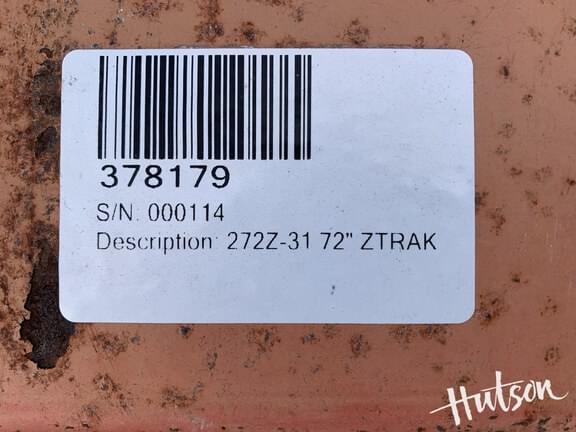 378179
S/N: 000114
Description: 272Z-31 72" ZTRAK
Hutson